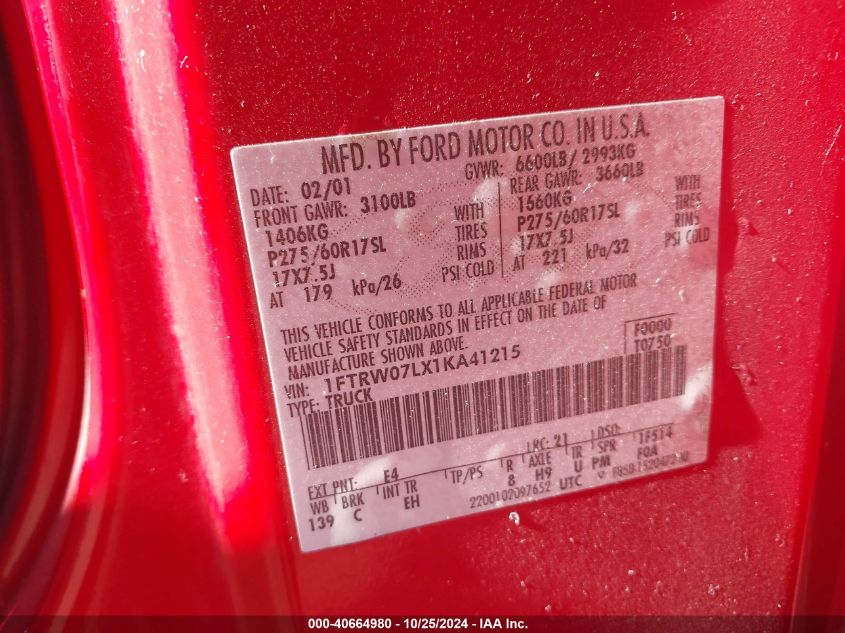 MFD. BY FORD MOTOR CO. IN U.S.A.
DATE: 02/01 GVWR: 6600LB/ 2993KG
FRONT GAWR: 3100LB REAR GAWR: 3660LB
1406KG WITH 1660KG WITH
P275/60R17SL TIRES P275/60R17SL TIRES
17X7.5J RIMS 17X7.5J RIMS
AT 179 kPa/26 PSI COLD AT 221 kPa/32 PSI COLD
THIS VEHICLE CONFORMS TO ALL APPLICABLE FEDERAL MOTOR
VEHICLE SAFETY STANDARDS IN EFFECT ON THE DATE OF
MANUFACTURE SHOWN ABOVE.
F0000
T0750
VIN: 1FTRW07LX1KA41215
TYPE: TRUCK
EXT PNT: E4 LRC: 21 DSO: 1F514
WB BRK INT TR TP/PS R AXLE TR SPR
139 C EH 8 H9 U PM F0A
2200102097652 UTC
000-40664980 - 10/25/2024 - IAA Inc.